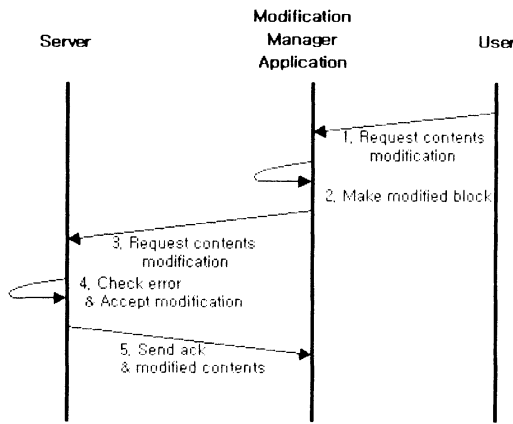 Server
Modification
Manager
Application
User
1, Request contents
modification
2, Make modified block
3, Request contents
modification
4, Check error
& Accept modification
5, Send ack
& modified contents